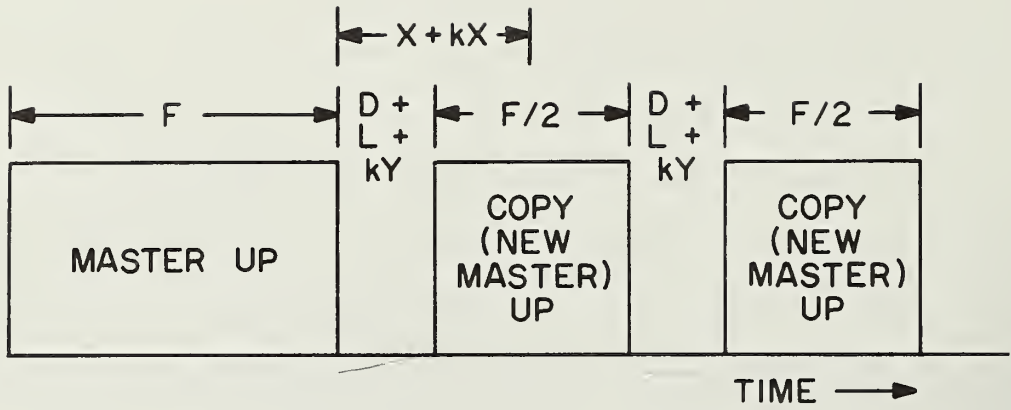 X + kX
F
D +
L +
kY
F/2
D +
L +
kY
F/2
MASTER UP
COPY
(NEW
MASTER)
UP
COPY
(NEW
MASTER)
UP
TIME